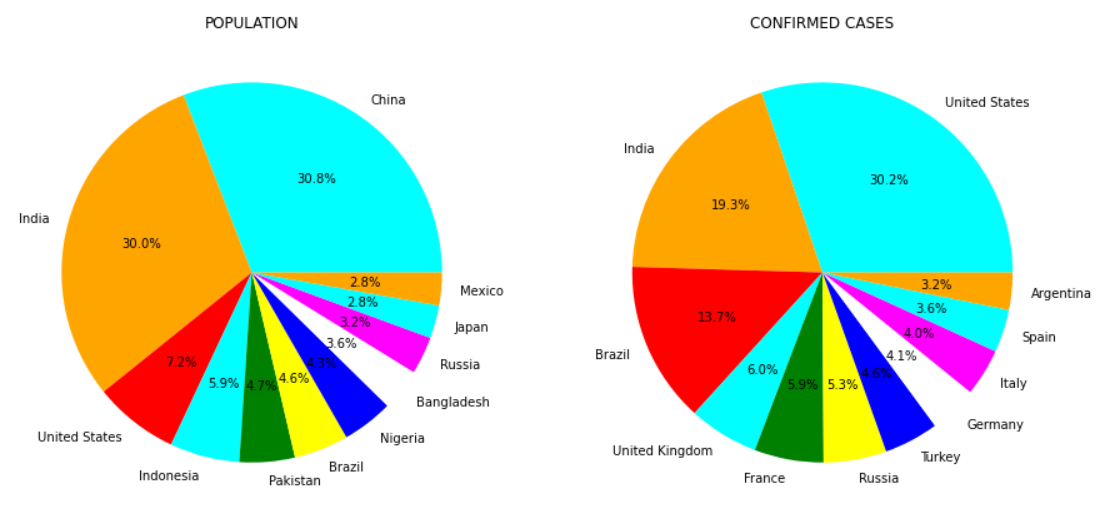 POPULATION
China
30.8%
India
30.0%
United States
7.2%
Indonesia
5.9%
Pakistan
4.7%
Brazil
4.6%
Nigeria
4.3%
Bangladesh
3.6%
Russia
3.2%
Japan
2.8%
Mexico
2.8%
CONFIRMED CASES
United States
30.2%
India
19.3%
Brazil
13.7%
United Kingdom
6.0%
France
5.9%
Russia
5.3%
Turkey
4.6%
Germany
4.1%
Italy
4.0%
Spain
3.6%
Argentina
3.2%